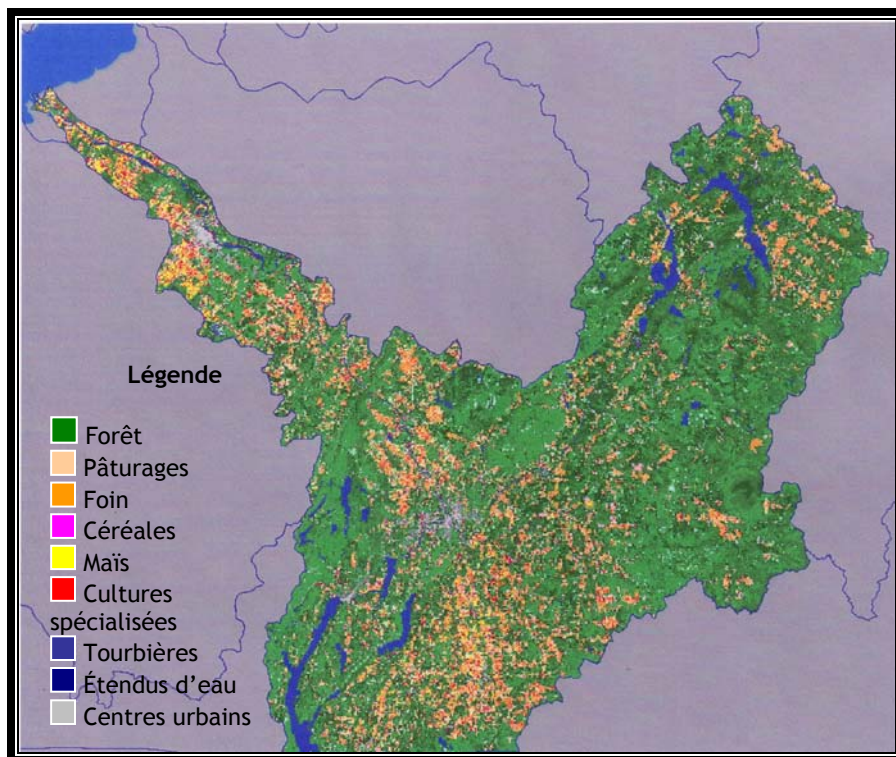 Légende
Forêt
Pâturages
Foin
Céréales
Maïs
Cultures
spécialisées
Tourbières
Étendus d’eau
Centres urbains